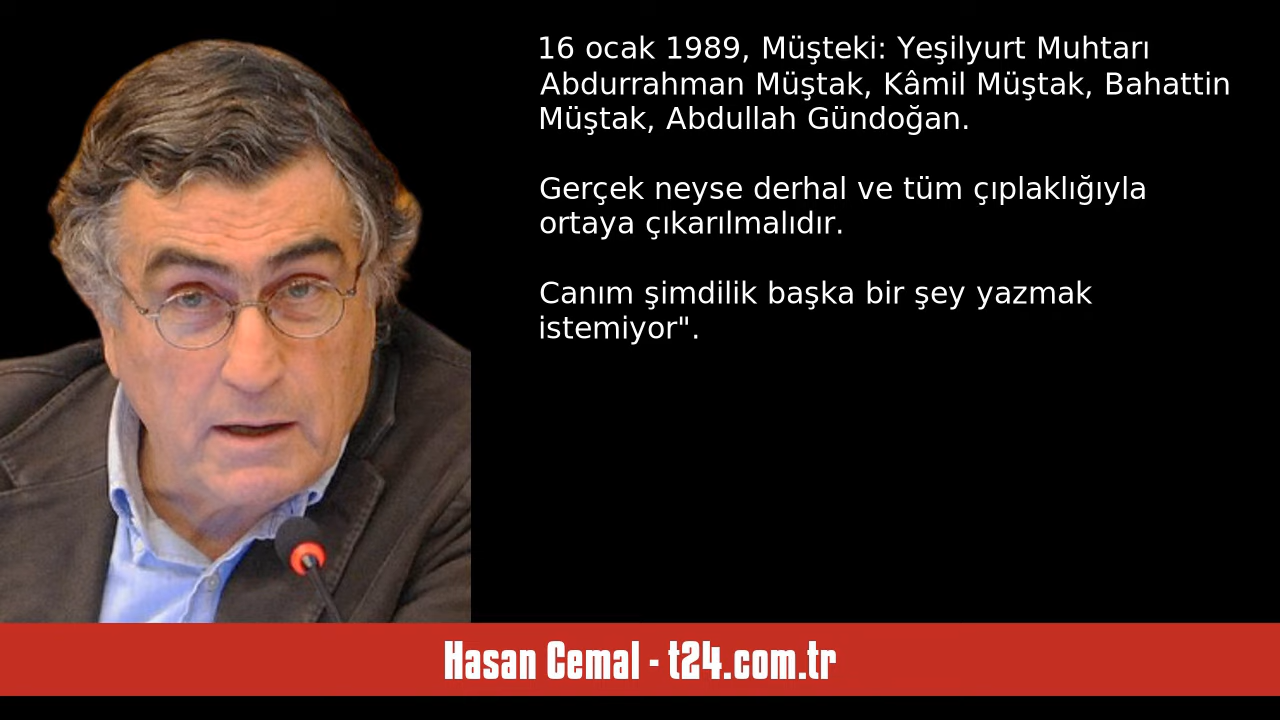 16 ocak 1989, Müşteki: Yeşilyurt Muhtarı
Abdurrahman Müştak, Kâmil Müştak, Bahattin
Müştak, Abdullah Gündoğan.
Gerçek neyse derhal ve tüm çıplaklığıyla
ortaya çıkarılmalıdır.
Canım şimdilik başka bir şey yazmak
istemiyor".
Hasan Cemal - t24.com.tr